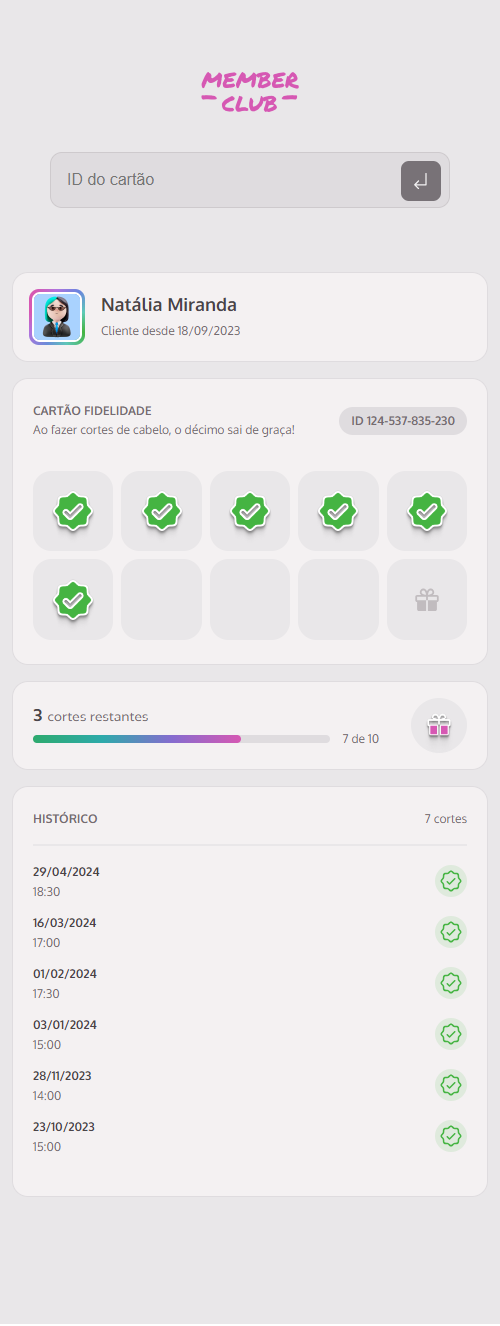 MEMBER
CLUB
ID do cartão
Natália Miranda
Cliente desde 18/09/2023
CARTÃO FIDELIDADE
Ao fazer cortes de cabelo, o décimo sai de graça!
ID 124-537-835-230
3 cortes restantes
7 de 10
HISTÓRICO
7 cortes
29/04/2024
18:30
16/03/2024
17:00
01/02/2024
17:30
03/01/2024
15:00
28/11/2023
14:00
23/10/2023
15:00